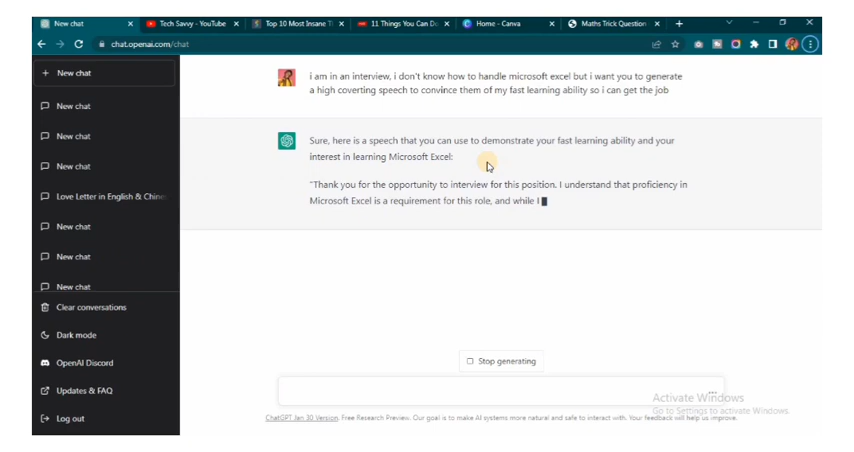 New chat
Tech Savvy - YouTube
Top 10 Most Insane Ti
11 Things You Can Do
Home - Canva
Maths Trick Question
chat.openai.com/chat
New chat
New chat
New chat
New chat
Love Letter in English & Chine
New chat
New chat
New chat
Clear conversations
Dark mode
OpenAI Discord
Updates & FAQ
Log out
i am in an interview, i don't know how to handle microsoft excel but i want you to generate
a high coverting speech to convince them of my fast learning ability so i can get the job
Sure, here is a speech that you can use to demonstrate your fast learning ability and your
interest in learning Microsoft Excel:
"Thank you for the opportunity to interview for this position. I understand that proficiency in
Microsoft Excel is a requirement for this role, and while I
Stop generating
Activate Windows
Go to Settings to activate Windows.
ChatGPT Jan 30 Version. Free Research Preview. Our goal is to make AI systems more natural and safe to interact with. Your feedback will help us improve.